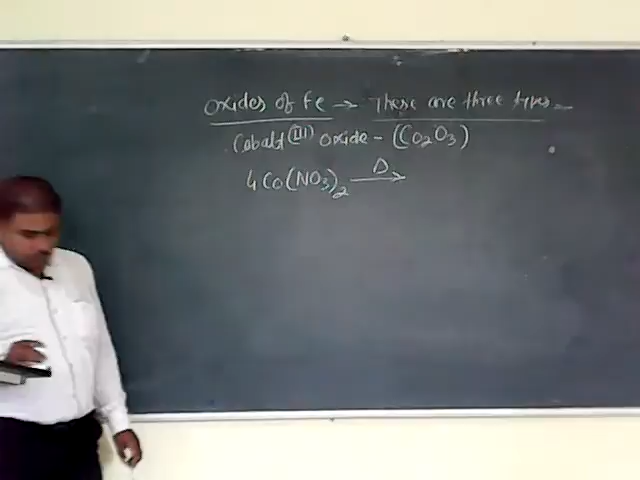 Oxides of Fe → These are three types —
Cobalt (III) oxide - (Co₂O₃)
4Co(NO₃)₂ —Δ→